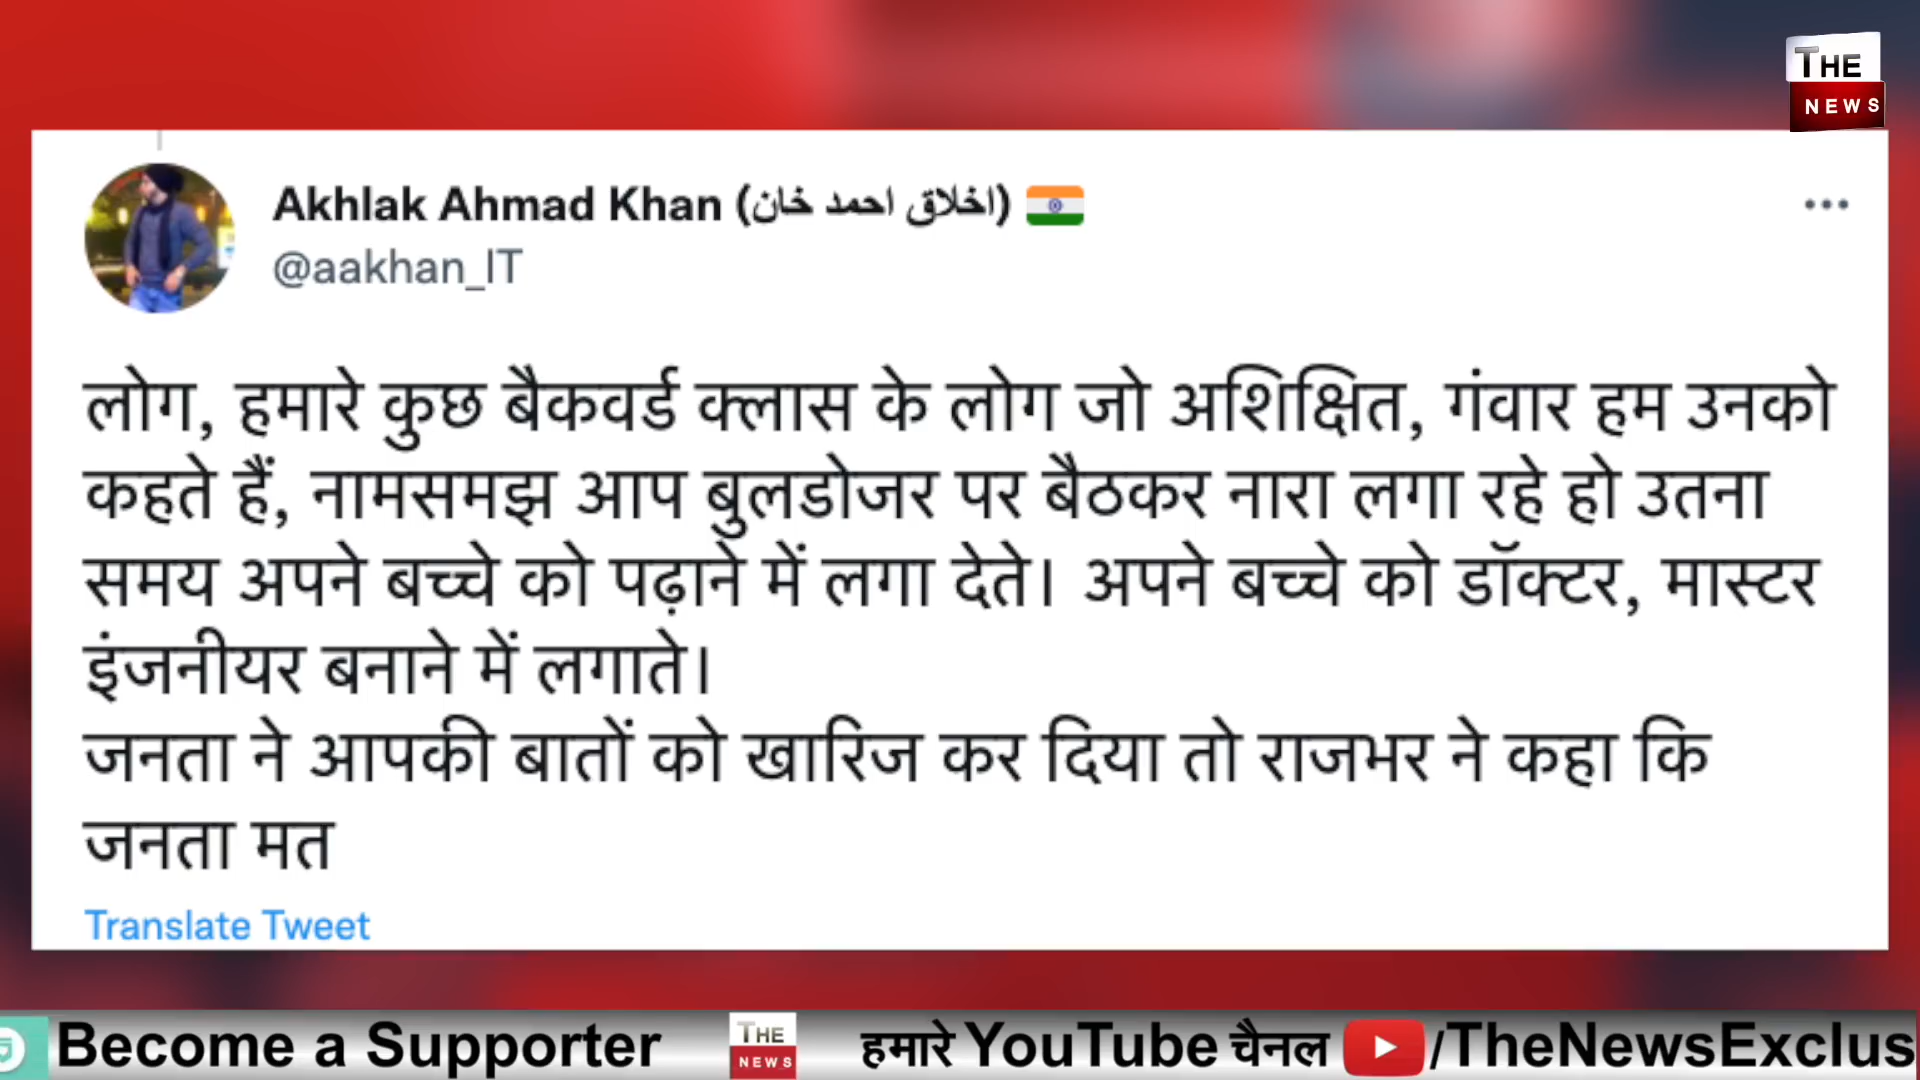 THE
NEWS
Akhlak Ahmad Khan (اخلاق احمد خان)
@aakhan_IT
लोग, हमारे कुछ बैकवर्ड क्लास के लोग जो अशिक्षित, गंवार हम उनको
कहते हैं, नामसमझ आप बुलडोजर पर बैठकर नारा लगा रहे हो उतना
समय अपने बच्चे को पढ़ाने में लगा देते। अपने बच्चे को डॉक्टर, मास्टर
इंजनीयर बनाने में लगाते।
जनता ने आपकी बातों को खारिज कर दिया तो राजभर ने कहा कि
जनता मत
Translate Tweet
Become a Supporter THE NEWS हमारे YouTube चैनल /TheNewsExclus